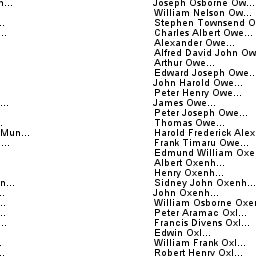 n... Joseph Osborne Ow...
William Nelson Ow...
.. Stephen Townsend O
... Charles Albert Owe...
Alexander Owe...
Alfred David John Ow
Arthur Owe...
Edward Joseph Owe...
. John Harold Owe...
Peter Henry Owe...
... James Owe...
. Peter Joseph Owe...
. Thomas Owe...
Mun... Harold Frederick Alex
... Frank Timaru Owe...
Edmund William Oxe
. Albert Oxenh...
Henry Oxenh...
n... Sidney John Oxenh...
.. John Oxenh...
. William Osborne Oxen
. Peter Aramac Oxl...
... Francis Divens Oxl...
Edwin Oxl...
.. William Frank Oxl...
.. Robert Henry Oxl...